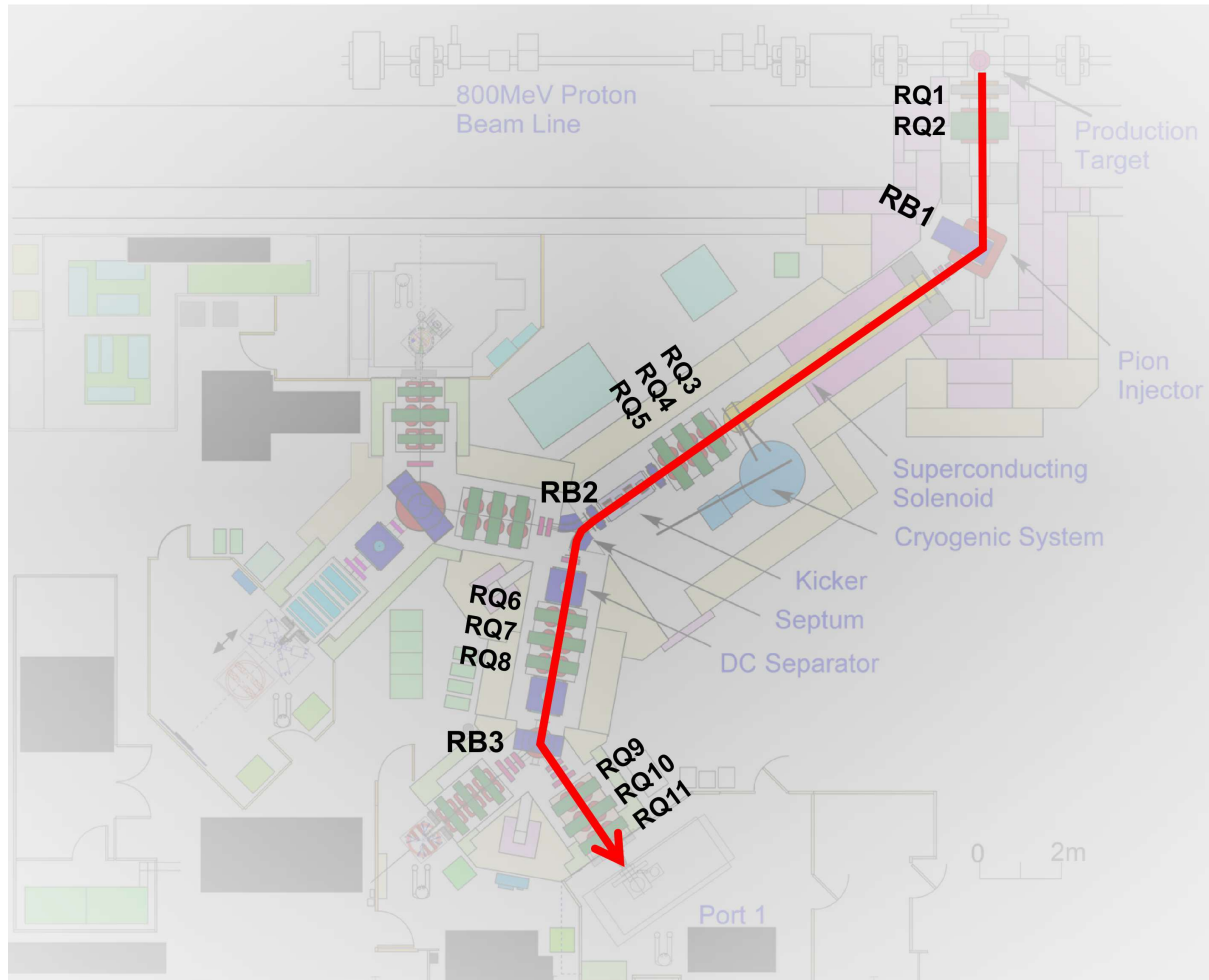 800MeV Proton
Beam Line
RQ1
RQ2
Production
Target
RB1
Pion
Injector
RQ3
RQ4
RQ5
Superconducting
Solenoid
RB2
Cryogenic System
Kicker
RQ6
RQ7
RQ8
Septum
DC Separator
RB3
RQ9
RQ10
RQ11
0 2m
Port 1